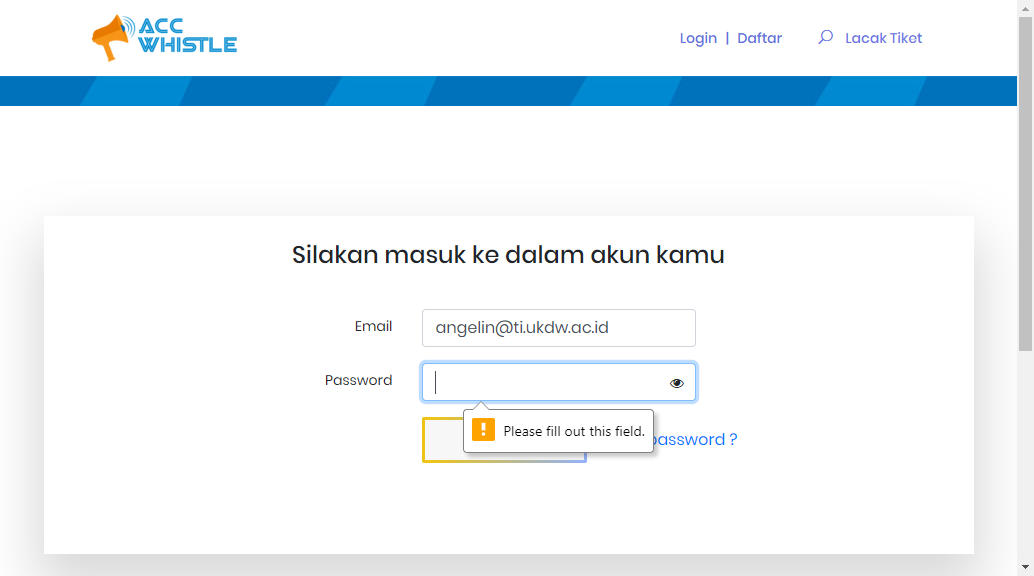 ACC
WHISTLE
Login | Daftar
Lacak Tiket
Silakan masuk ke dalam akun kamu
Email
angelin@ti.ukdw.ac.id
Password
Please fill out this field.
password ?